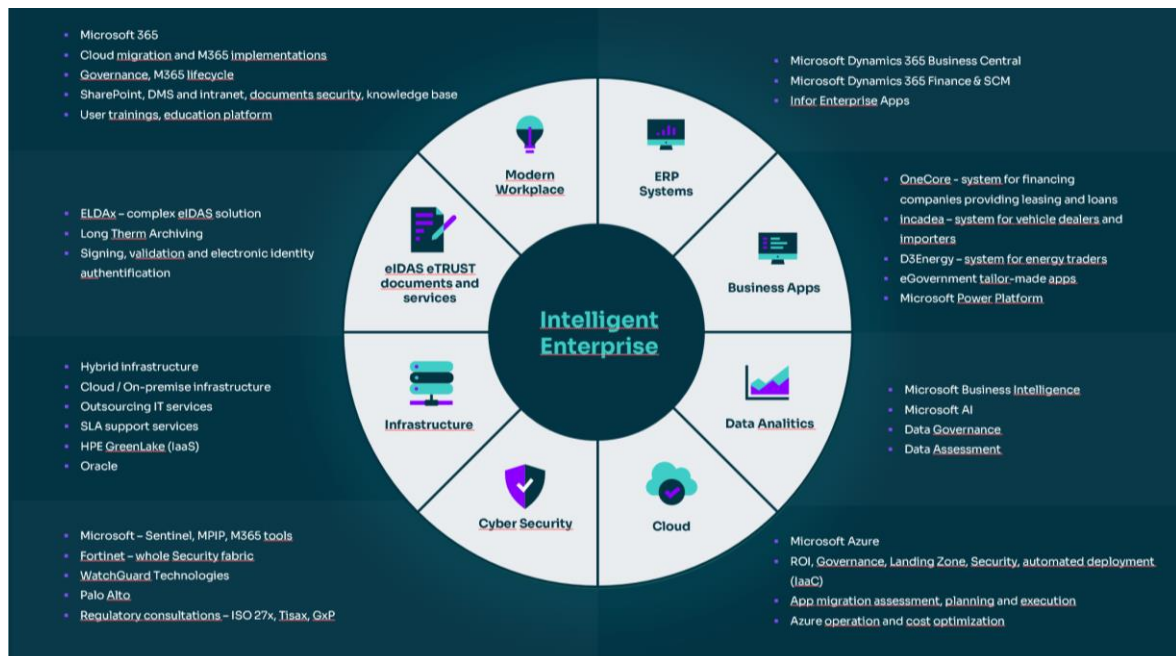 Microsoft 365
Cloud migration and M365 implementations
Governance, M365 lifecycle
SharePoint, DMS and intranet, documents security, knowledge base
User trainings, education platform
Microsoft Dynamics 365 Business Central
Microsoft Dynamics 365 Finance & SCM
Infor Enterprise Apps
Modern
Workplace
ERP
Systems
ELDAx – complex eIDAS solution
Long Therm Archiving
Signing, validation and electronic identity
authentification
eIDAS eTRUST
documents and
services
Business Apps
OneCore - system for financing
companies providing leasing and loans
incadea – system for vehicle dealers and
importers
D3Energy – system for energy traders
eGovernment tailor-made apps
Microsoft Power Platform
Intelligent
Enterprise
Hybrid infrastructure
Cloud / On-premise infrastructure
Outsourcing IT services
SLA support services
HPE GreenLake (IaaS)
Oracle
Infrastructure
Data Analitics
Microsoft Business Intelligence
Microsoft AI
Data Governance
Data Assessment
Cyber Security
Cloud
Microsoft – Sentinel, MPIP, M365 tools
Fortinet – whole Security fabric
WatchGuard Technologies
Palo Alto
Regulatory consultations – ISO 27x, Tisax, GxP
Microsoft Azure
ROI, Governance, Landing Zone, Security, automated deployment
(IaaC)
App migration assessment, planning and execution
Azure operation and cost optimization